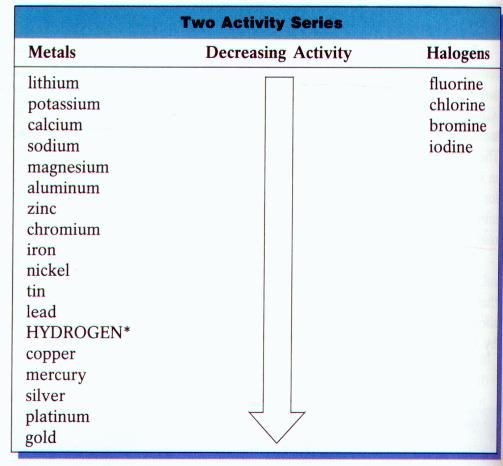 Two Activity Series
Metals Decreasing Activity Halogens
lithium fluorine
potassium chlorine
calcium bromine
sodium iodine
magnesium
aluminum
zinc
chromium
iron
nickel
tin
lead
HYDROGEN*
copper
mercury
silver
platinum
gold